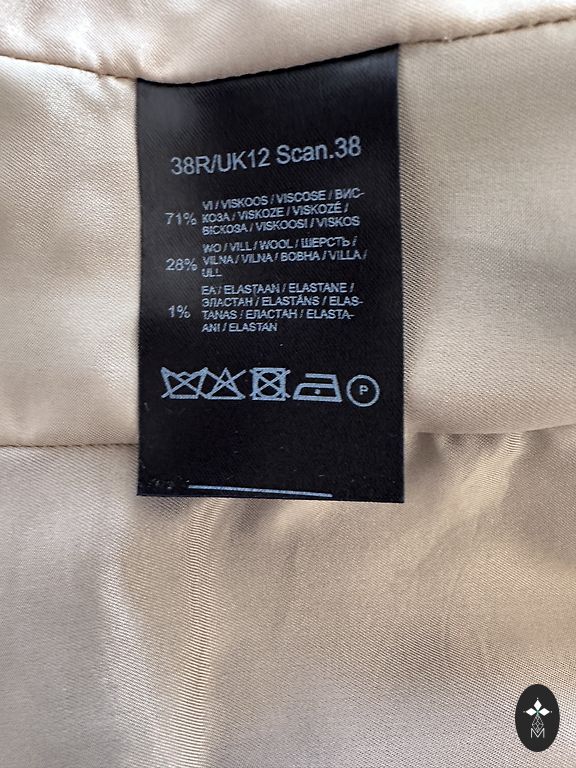 38R/UK12 Scan.38
71% VI / VISKOOS / VISCOSE / ВИС-
КОЗА / VISKOZE / VISKOZĖ /
ВІСКОЗА / VISKOOSI / VISKOS
WO / VILL / WOOL / ШЕРСТЬ /
28% VILNA / VILNA / ВОВНА / VILLA /
ULL
EA / ELASTAAN / ELASTANE /
1% ЭЛАСТАН / ELASTĀNS / ELAS-
TANAS / ЕЛАСТАН / ELASTA-
ANI / ELASTAN
P
M